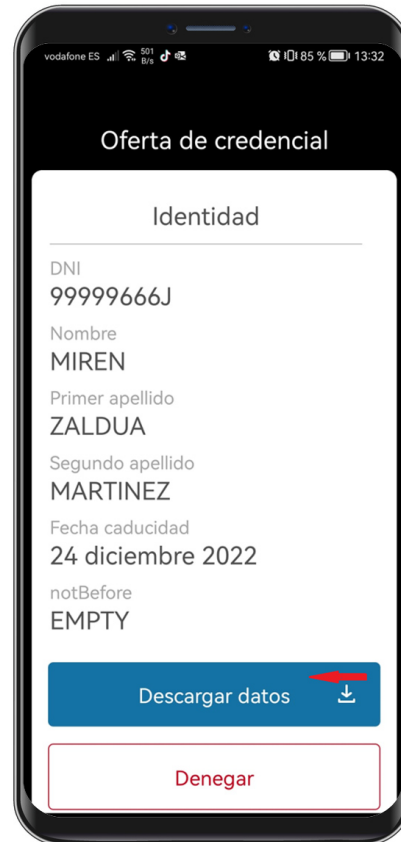 vodafone ES 501 B/s 85 % 13:32
Oferta de credencial
Identidad
DNI
99999666J
Nombre
MIREN
Primer apellido
ZALDUA
Segundo apellido
MARTINEZ
Fecha caducidad
24 diciembre 2022
notBefore
EMPTY
Descargar datos
Denegar